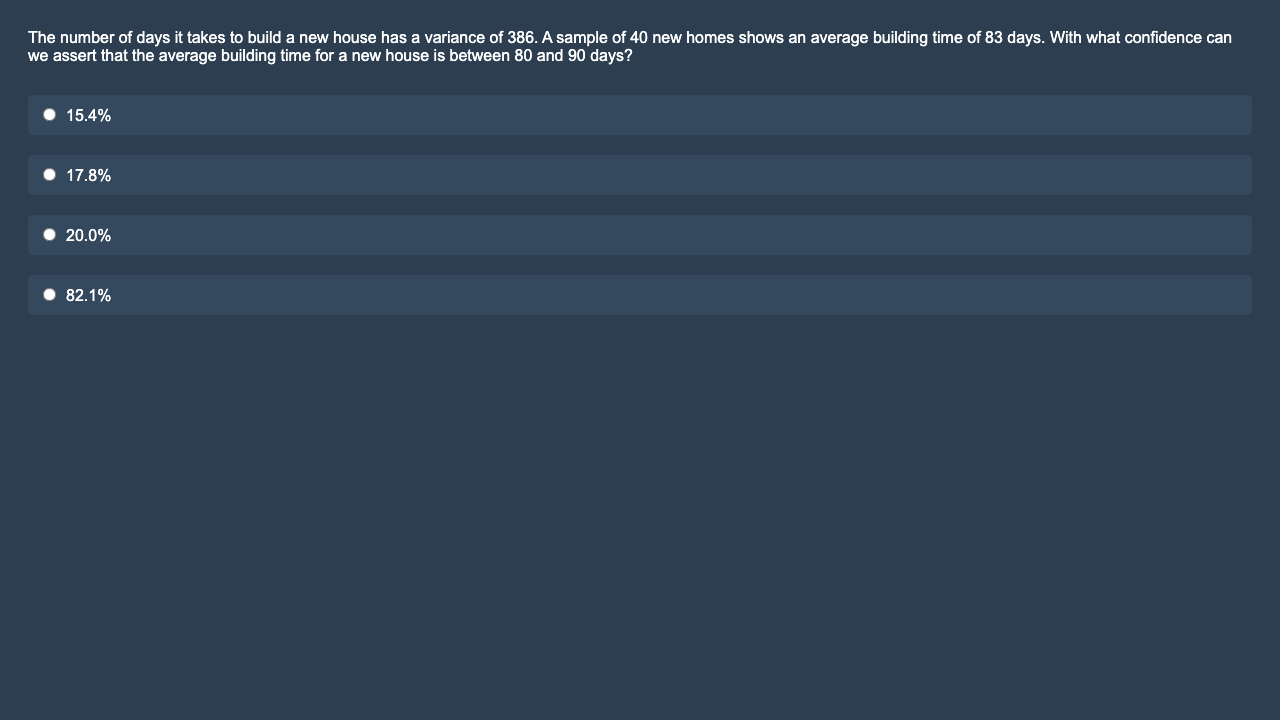 The number of days it takes to build a new house has a variance of 386. A sample of 40 new homes shows an average building time of 83 days. With what confidence can
we assert that the average building time for a new house is between 80 and 90 days?
15.4%
17.8%
20.0%
82.1%